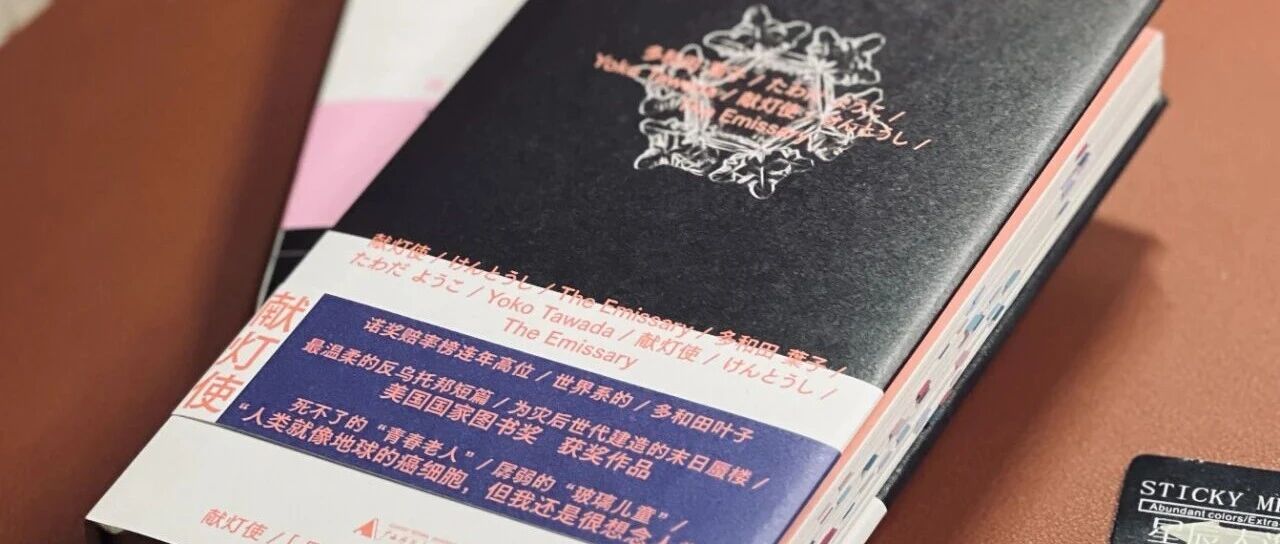 多和田 葉子 / たわだ ようこ /
Yoko Tawada / 献灯使 / けんとうし /
The Emissary
献灯使 / けんとうし / The Emissary / 多和田 葉子 /
たわだ ようこ / Yoko Tawada / 献灯使 / けんとうし /
The Emissary
献灯使
诺奖赔率榜连年高位 / 世界系的 / 多和田叶子
最温柔的反乌托邦短篇 / 为灾后世代建造的末日蜃楼 /
美国国家图书奖 获奖作品
死不了的“青春老人” / 孱弱的“玻璃儿童” /
“人类就像地球的癌细胞，但我还是很想念人
献灯使 /
STICKY M
Abundant colors/Extra